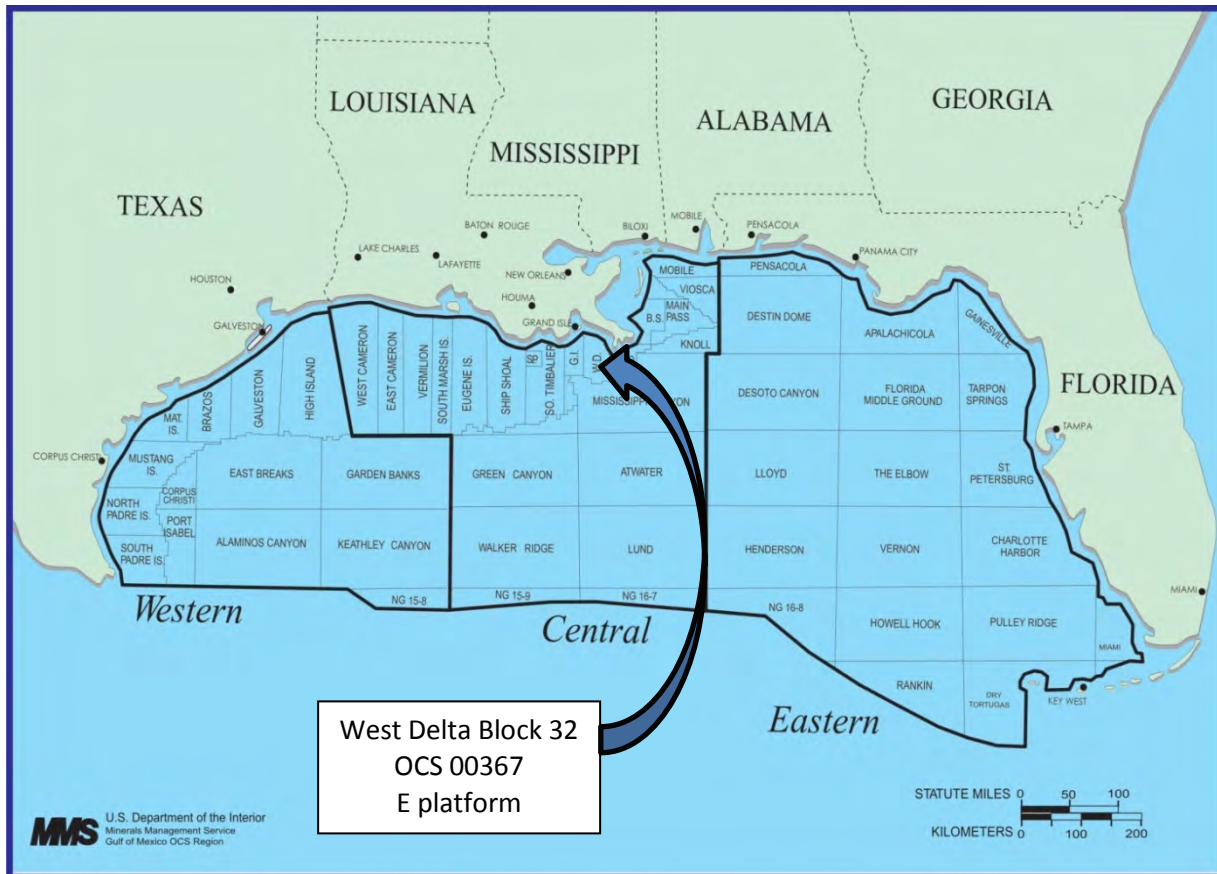 LOUISIANA
MISSISSIPPI
ALABAMA
GEORGIA
TEXAS
FLORIDA
BATON ROUGE
BILOXI
MOBILE
PENSACOLA
LAKE CHARLES
LAFAYETTE
NEW ORLEANS
PANAMA CITY
HOUSTON
HOUMA
GALVESTON
GRAND ISLE
TAMPA
CORPUS CHRISTI
MIAMI
KEY WEST
MOBILE
VIOSCA
KNOLL
B.S.
MAIN
PASS
PENSACOLA
DESTIN DOME
APALACHICOLA
GAINESVILLE
WEST CAMERON
EAST CAMERON
VERMILION
SOUTH MARSH IS.
EUGENE IS.
SHIP SHOAL
SO. TIMBALIER
G.I.
W.D.
MAT.
IS.
BRAZOS
GALVESTON
HIGH ISLAND
DESOTO CANYON
FLORIDA
MIDDLE GROUND
TARPON
SPRINGS
MUSTANG
IS.
EAST BREAKS
GARDEN BANKS
GREEN CANYON
ATWATER
LLOYD
THE ELBOW
ST.
PETERSBURG
NORTH
PADRE IS.
CORPUS
CHRISTI
PORT
ISABEL
SOUTH
PADRE IS.
ALAMINOS CANYON
KEATHLEY CANYON
WALKER RIDGE
LUND
HENDERSON
VERNON
CHARLOTTE
HARBOR
NG 15-8
NG 15-9
NG 16-7
NG 16-8
HOWELL HOOK
PULLEY RIDGE
MIAMI
RANKIN
DRY
TORTUGAS
Western
Central
Eastern
West Delta Block 32
OCS 00367
E platform
STATUTE MILES 0 50 100
KILOMETERS 0 100 200
MMS
U.S. Department of the Interior
Minerals Management Service
Gulf of Mexico OCS Region